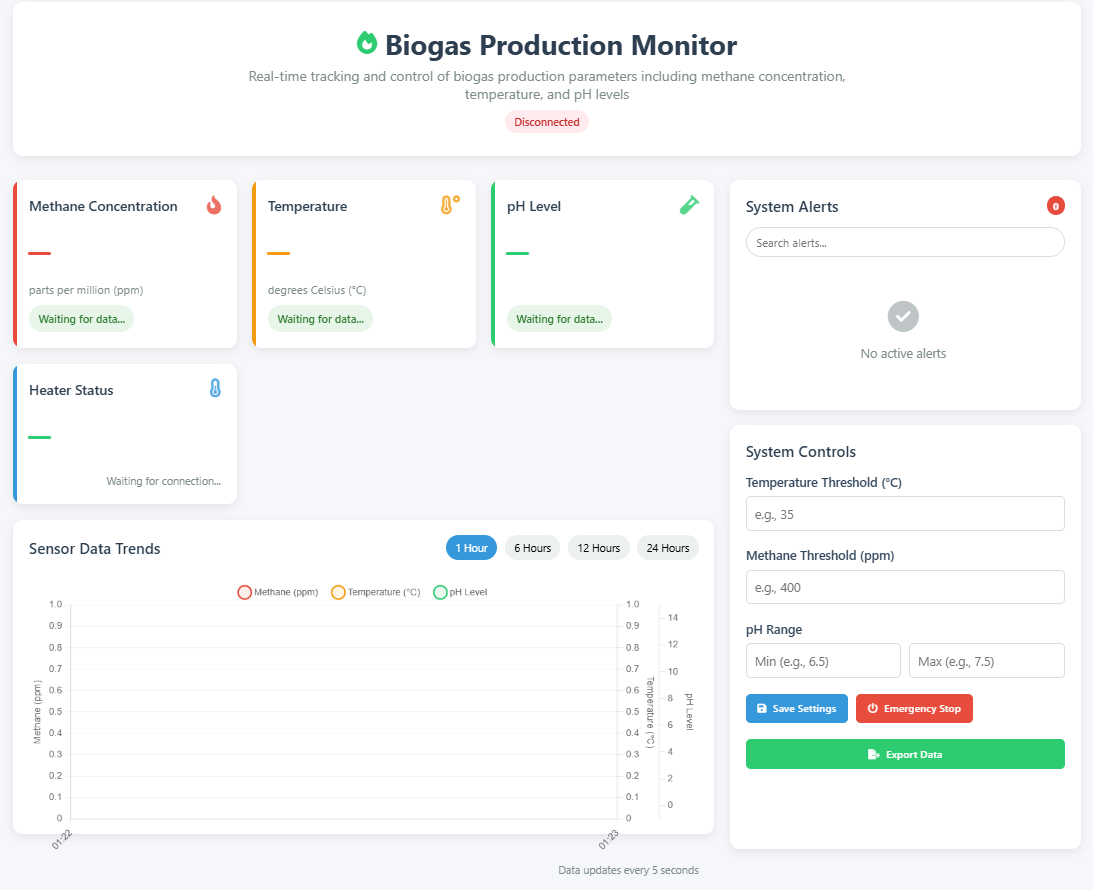 Biogas Production Monitor
Real-time tracking and control of biogas production parameters including methane concentration,
temperature, and pH levels
Disconnected
Methane Concentration
parts per million (ppm)
Waiting for data...
Temperature
degrees Celsius (°C)
Waiting for data...
pH Level
Waiting for data...
Heater Status
Waiting for connection...
Sensor Data Trends
1 Hour
6 Hours
12 Hours
24 Hours
Methane (ppm)
Temperature (°C)
pH Level
Methane (ppm)
1.0
0.9
0.8
0.7
0.6
0.5
0.4
0.3
0.2
0.1
0
01:22
01:23
1.0
0.9
0.8
0.7
0.6
0.5
0.4
0.3
0.2
0.1
0
Temperature (°C)
14
12
10
8
6
4
2
0
pH Level
Data updates every 5 seconds
System Alerts
0
Search alerts...
No active alerts
System Controls
Temperature Threshold (°C)
e.g., 35
Methane Threshold (ppm)
e.g., 400
pH Range
Min (e.g., 6.5)
Max (e.g., 7.5)
Save Settings
Emergency Stop
Export Data